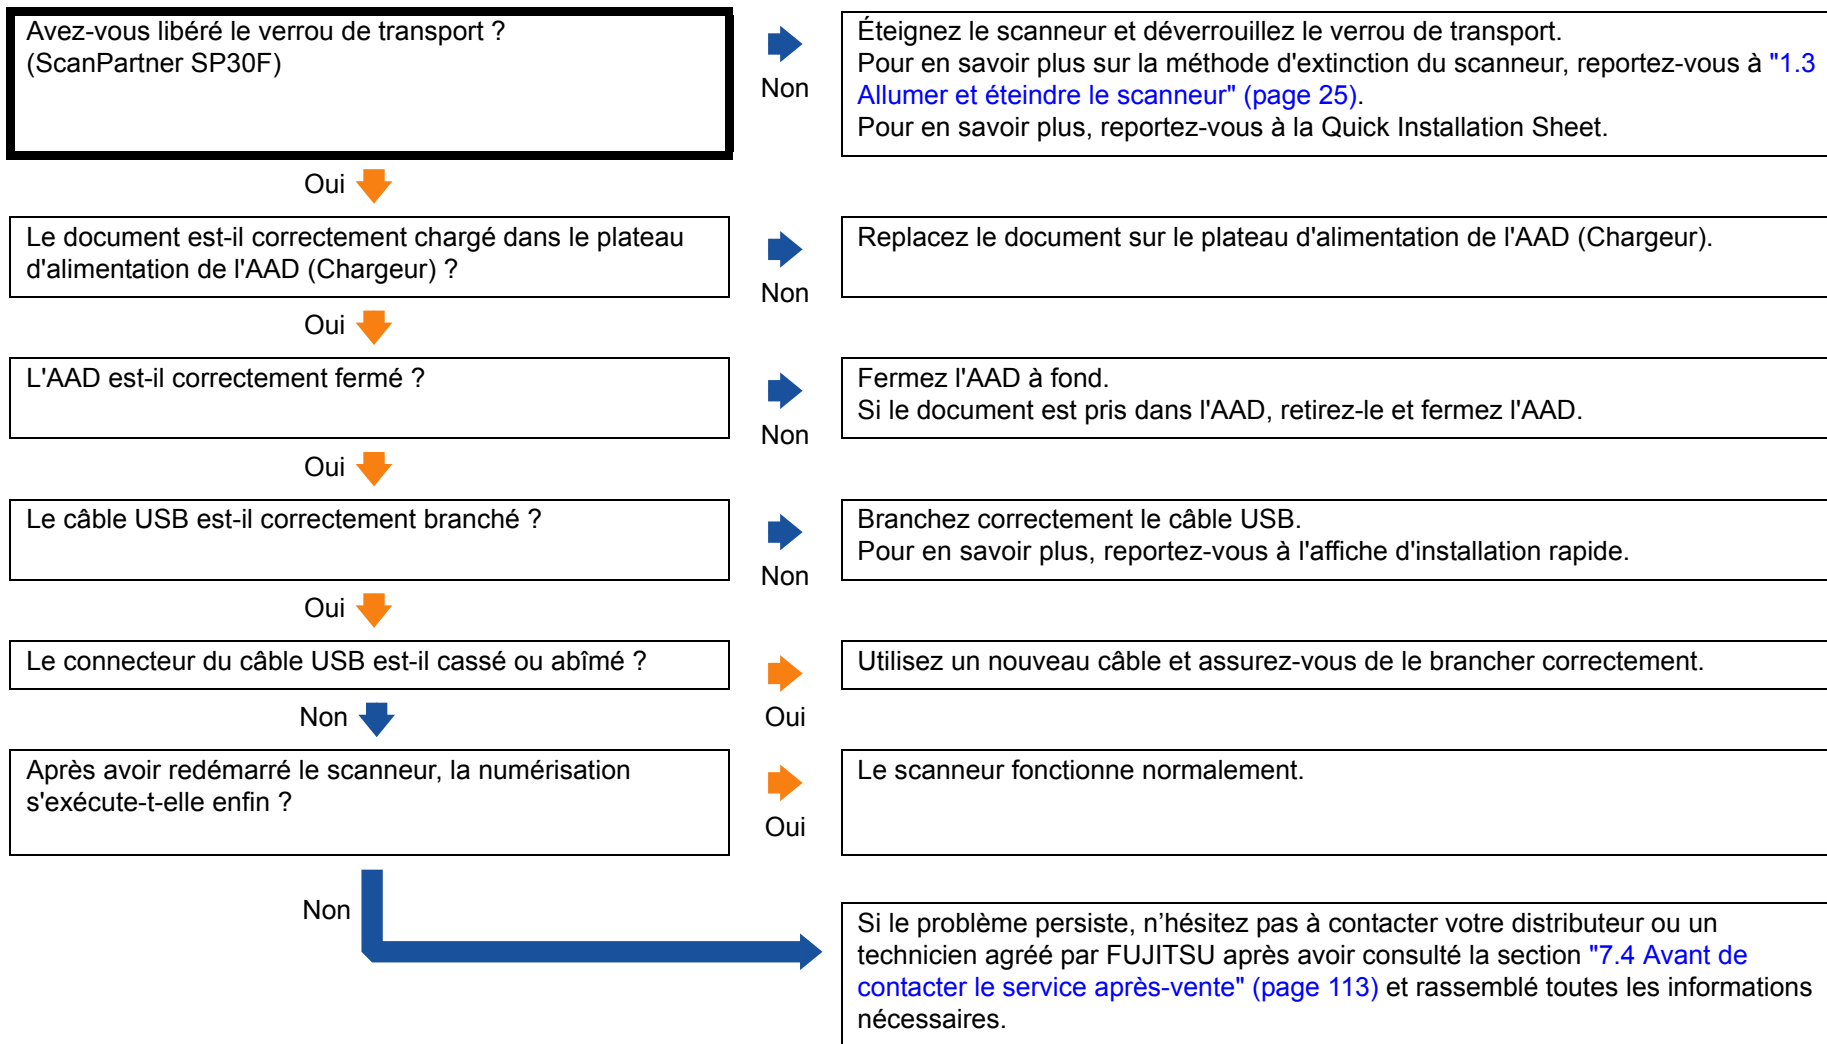 Avez-vous libéré le verrou de transport ?
(ScanPartner SP30F)
Non
Éteignez le scanneur et déverrouillez le verrou de transport.
Pour en savoir plus sur la méthode d'extinction du scanneur, reportez-vous à "1.3
Allumer et éteindre le scanneur" (page 25).
Pour en savoir plus, reportez-vous à la Quick Installation Sheet.
Oui
Le document est-il correctement chargé dans le plateau
d'alimentation de l'AAD (Chargeur) ?
Non
Replacez le document sur le plateau d'alimentation de l'AAD (Chargeur).
Oui
L'AAD est-il correctement fermé ?
Non
Fermez l'AAD à fond.
Si le document est pris dans l'AAD, retirez-le et fermez l'AAD.
Oui
Le câble USB est-il correctement branché ?
Non
Branchez correctement le câble USB.
Pour en savoir plus, reportez-vous à l'affiche d'installation rapide.
Oui
Le connecteur du câble USB est-il cassé ou abîmé ?
Oui
Utilisez un nouveau câble et assurez-vous de le brancher correctement.
Non
Après avoir redémarré le scanneur, la numérisation
s'exécute-t-elle enfin ?
Oui
Le scanneur fonctionne normalement.
Non
Si le problème persiste, n’hésitez pas à contacter votre distributeur ou un
technicien agréé par FUJITSU après avoir consulté la section "7.4 Avant de
contacter le service après-vente" (page 113) et rassemblé toutes les informations
nécessaires.